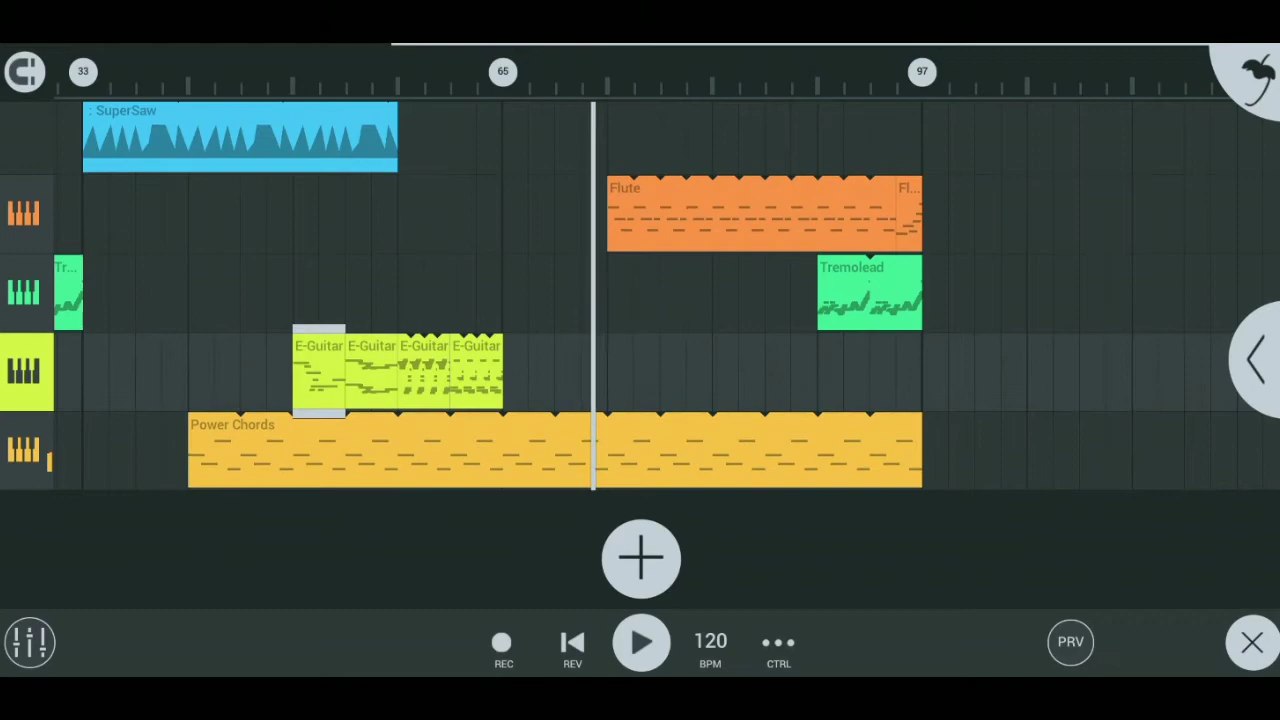 33 65 97
: SuperSaw
Flute Fl...
Tr... Tremolead
E-Guitar E-Guitar E-Guitar E-Guitar
Power Chords
120 PRV
REC REV BPM CTRL